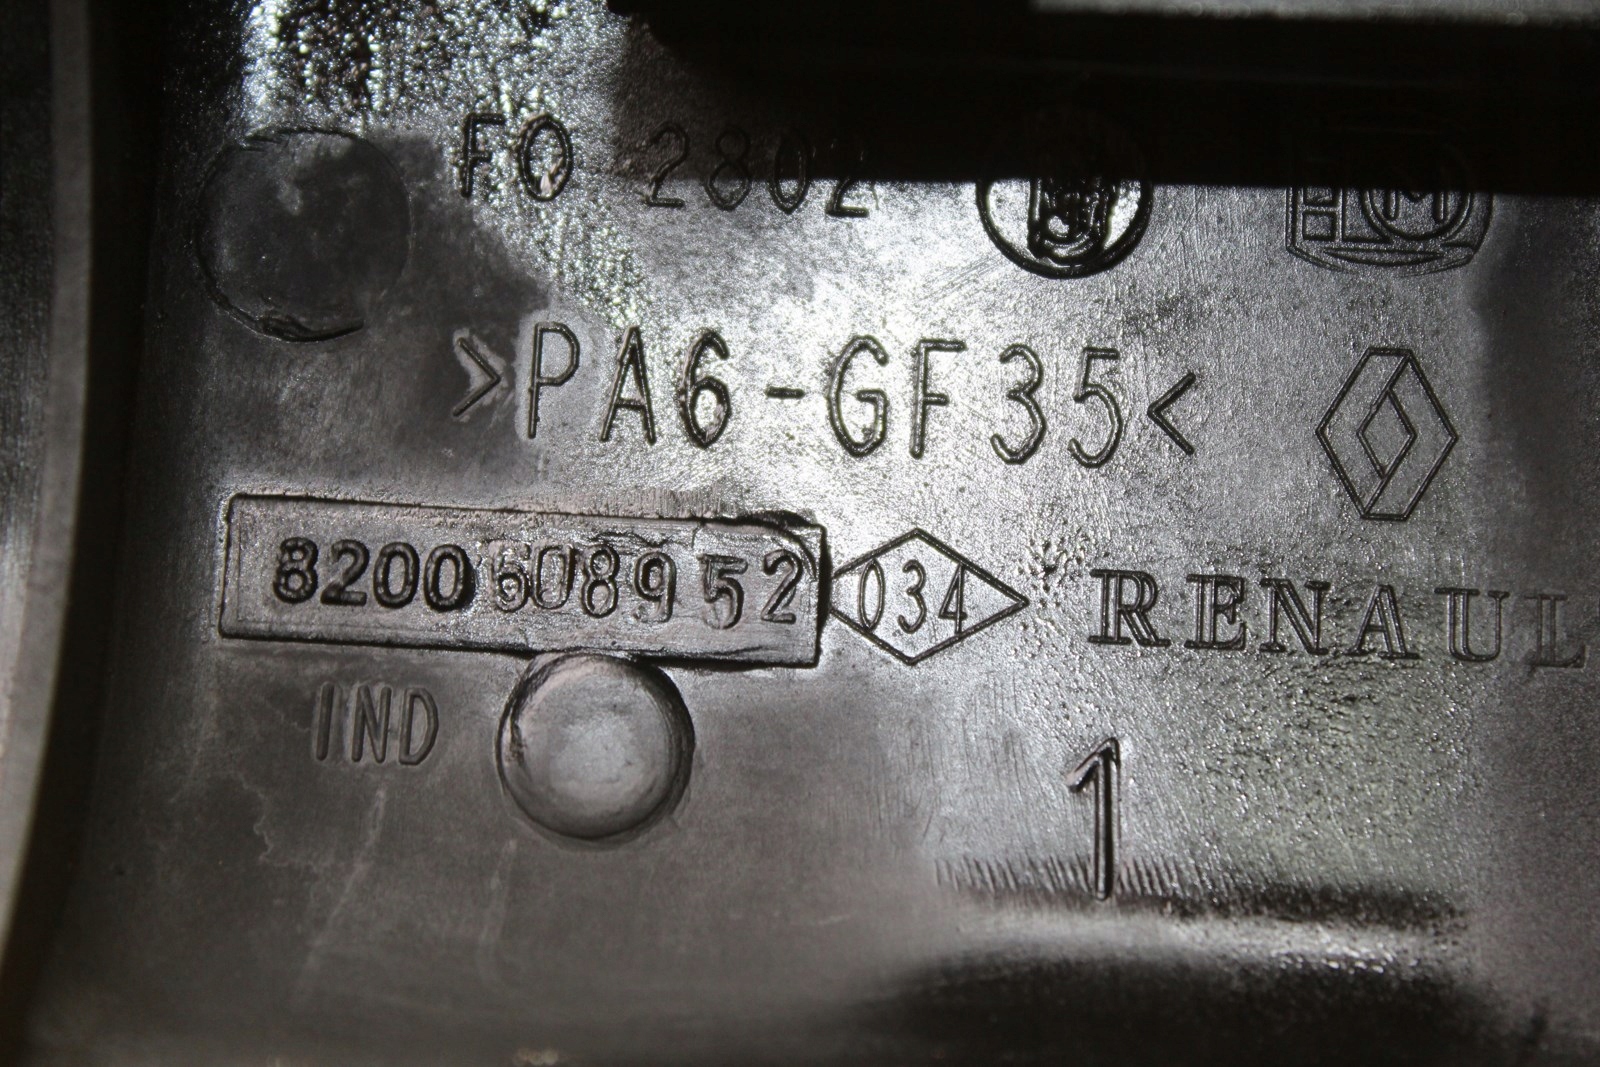 FO 2802
M
>PA6-GF35<
8200608952 034 RENAUL
IND
1